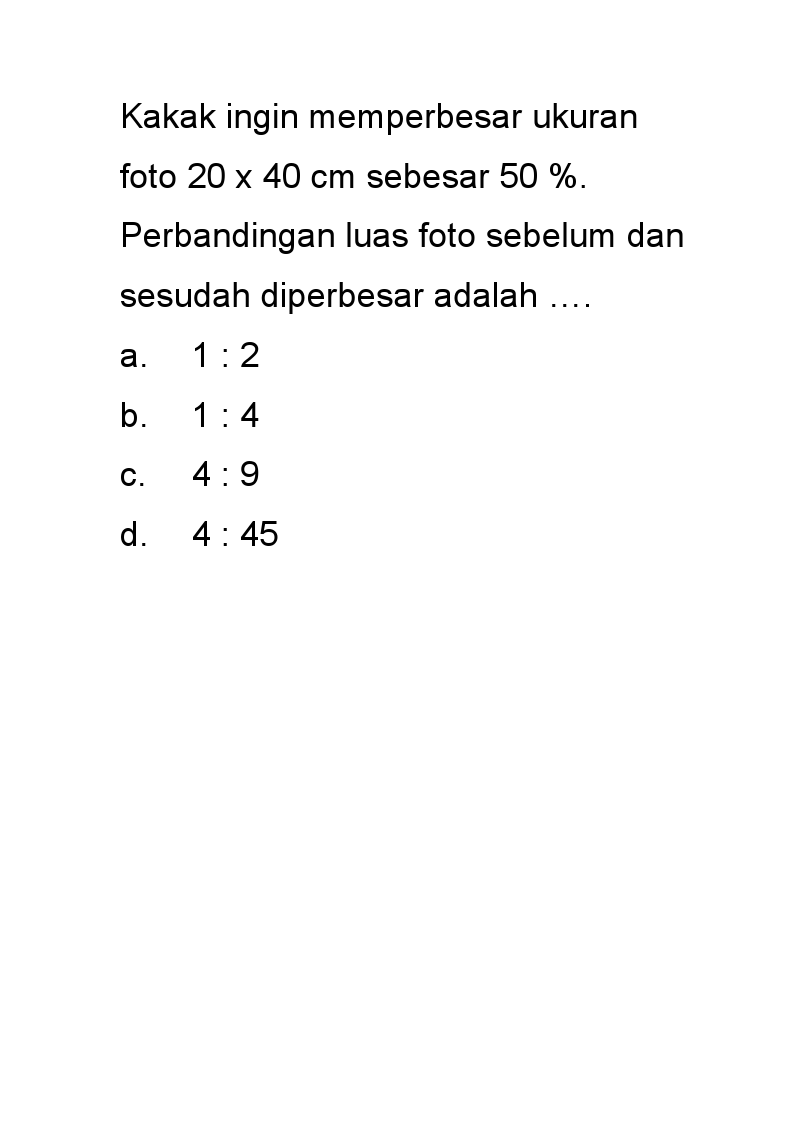 Kakak ingin memperbesar ukuran
foto 20 x 40 cm sebesar 50 %.
Perbandingan luas foto sebelum dan
sesudah diperbesar adalah ….
a. 1 : 2
b. 1 : 4
c. 4 : 9
d. 4 : 45